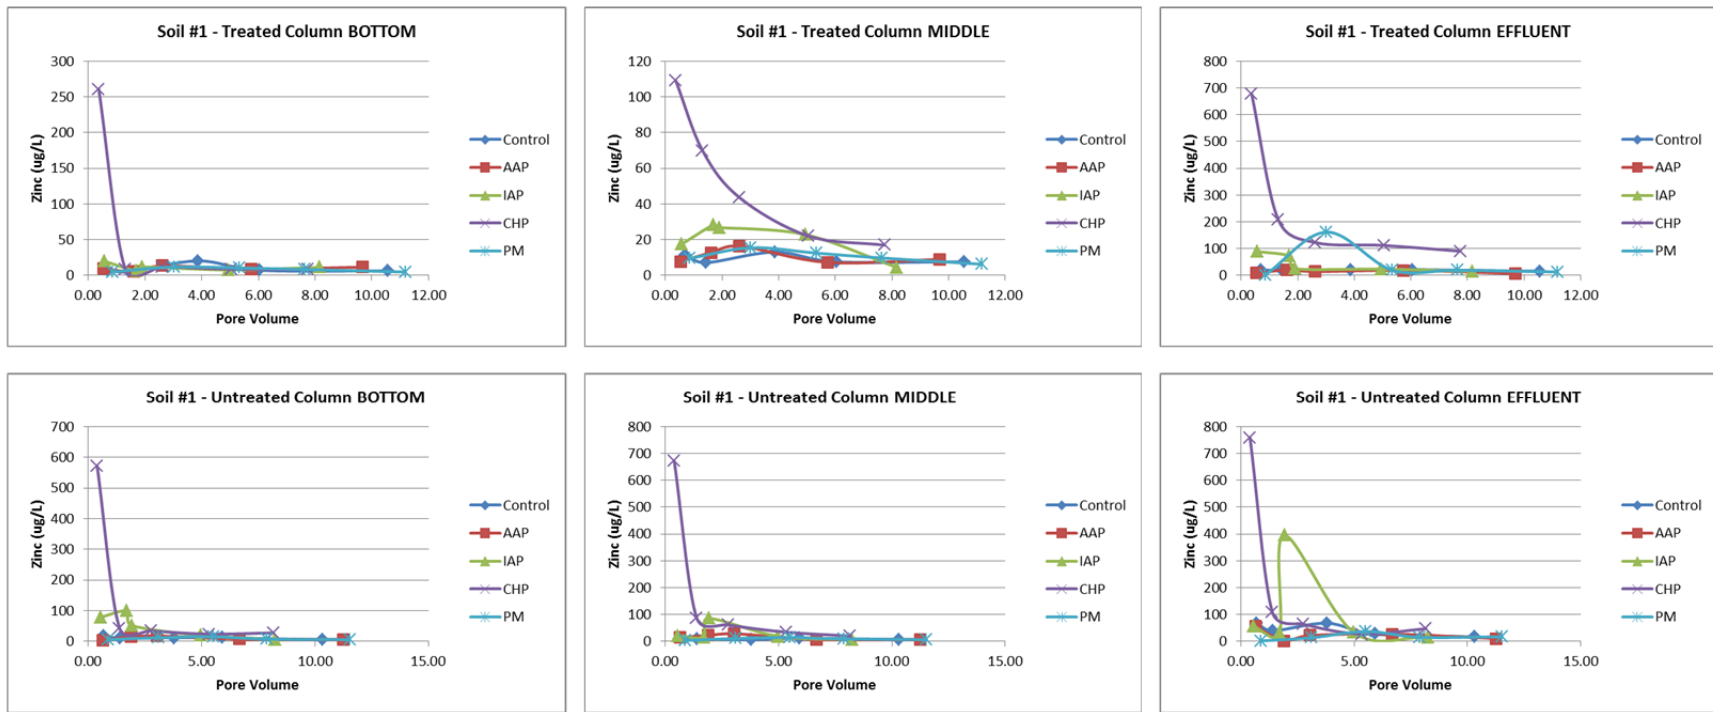 Soil #1 - Treated Column BOTTOM
300
250
200
150
100
50
0
Zinc (ug/L)
0.00 2.00 4.00 6.00 8.00 10.00 12.00
Pore Volume
Control
AAP
IAP
CHP
PM
Soil #1 - Treated Column MIDDLE
120
100
80
60
40
20
0
Zinc (ug/L)
0.00 2.00 4.00 6.00 8.00 10.00 12.00
Pore Volume
Control
AAP
IAP
CHP
PM
Soil #1 - Treated Column EFFLUENT
800
700
600
500
400
300
200
100
0
Zinc (ug/L)
0.00 2.00 4.00 6.00 8.00 10.00 12.00
Pore Volume
Control
AAP
IAP
CHP
PM
Soil #1 - Untreated Column BOTTOM
700
600
500
400
300
200
100
0
Zinc (ug/L)
0.00 5.00 10.00 15.00
Pore Volume
Control
AAP
IAP
CHP
PM
Soil #1 - Untreated Column MIDDLE
800
700
600
500
400
300
200
100
0
Zinc (ug/L)
0.00 5.00 10.00 15.00
Pore Volume
Control
AAP
IAP
CHP
PM
Soil #1 - Untreated Column EFFLUENT
800
700
600
500
400
300
200
100
0
Zinc (ug/L)
0.00 5.00 10.00 15.00
Pore Volume
Control
AAP
IAP
CHP
PM